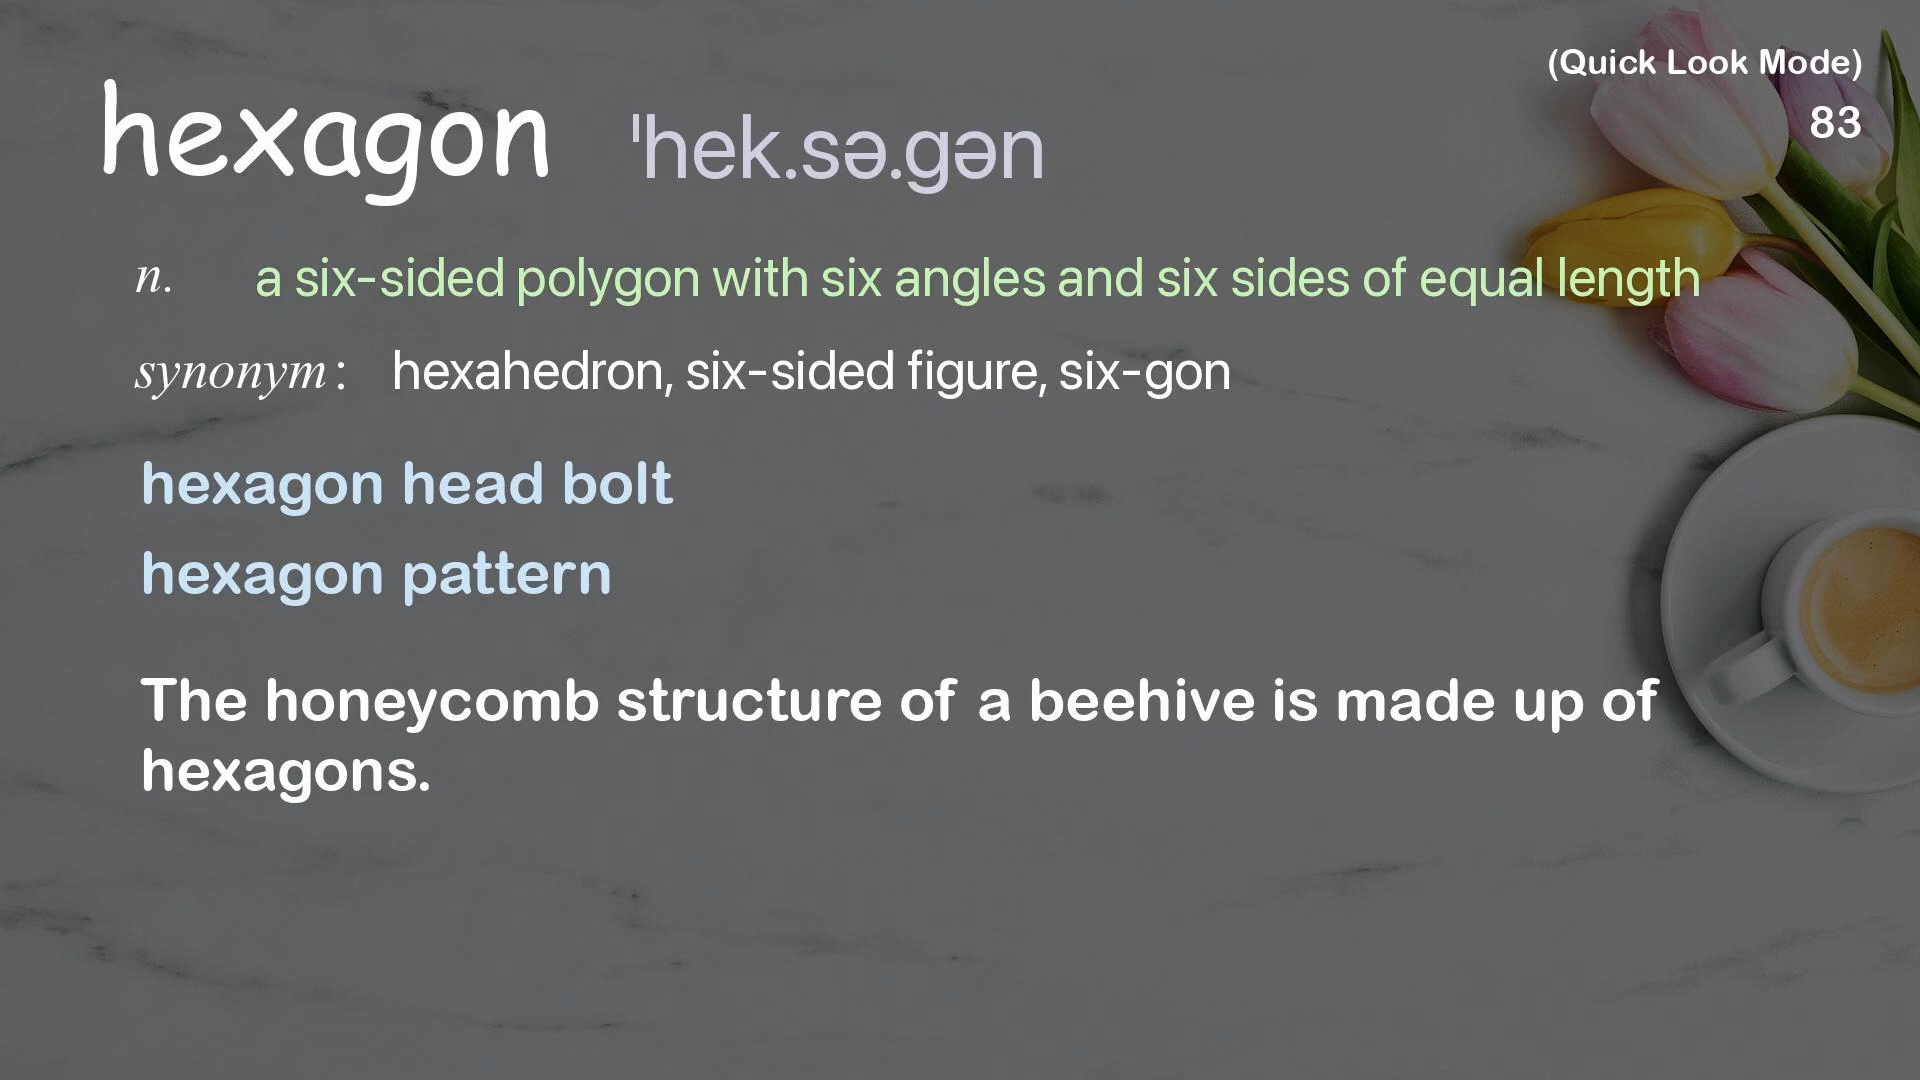 (Quick Look Mode)
83
hexagon ˈhek.sə.gən
n. a six-sided polygon with six angles and six sides of equal length
synonym: hexahedron, six-sided figure, six-gon
hexagon head bolt
hexagon pattern
The honeycomb structure of a beehive is made up of
hexagons.